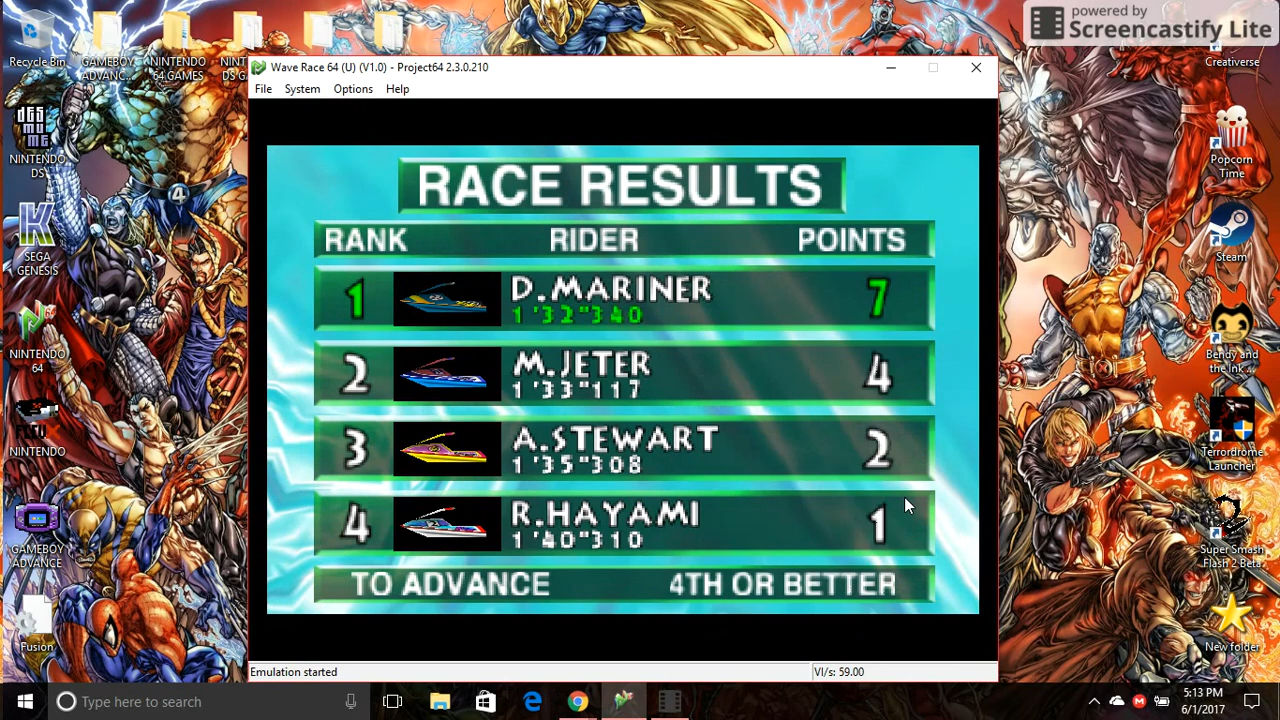 powered by
Screencastify Lite
Recycle Bin
GAMEBOY ADVANC...
NINTENDO 64 GAMES
Creativerse
Wave Race 64 (U) (V1.0) - Project64 2.3.0.210
File System Options Help
NINTENDO DS
SEGA GENESIS
NINTENDO 64
NINTENDO
GAMEBOY ADVANCE
Fusion
RACE RESULTS
RANK RIDER POINTS
1 D.MARINER 7
1'32"340
2 M.JETER 4
1'33"117
3 A.STEWART 2
1'35"308
4 R.HAYAMI 1
1'40"310
TO ADVANCE 4TH OR BETTER
Popcorn Time
Steam
Bendy and the Ink ...
Terrordrome Launcher
Super Smash Flash 2 Beta
New folder
Emulation started VI/s: 59.00
Type here to search
5:13 PM
6/1/2017